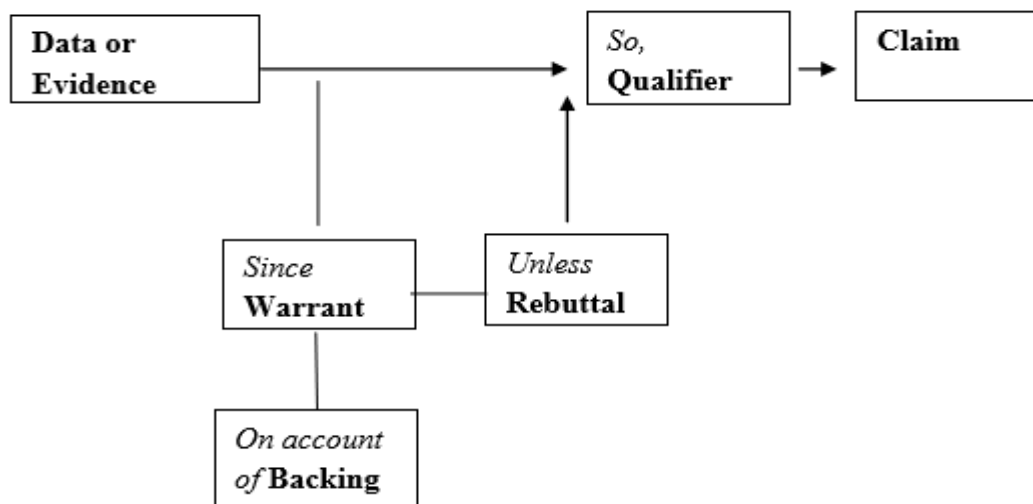 Data or
Evidence
So,
Qualifier
Claim
Since
Warrant
Unless
Rebuttal
On account
of Backing